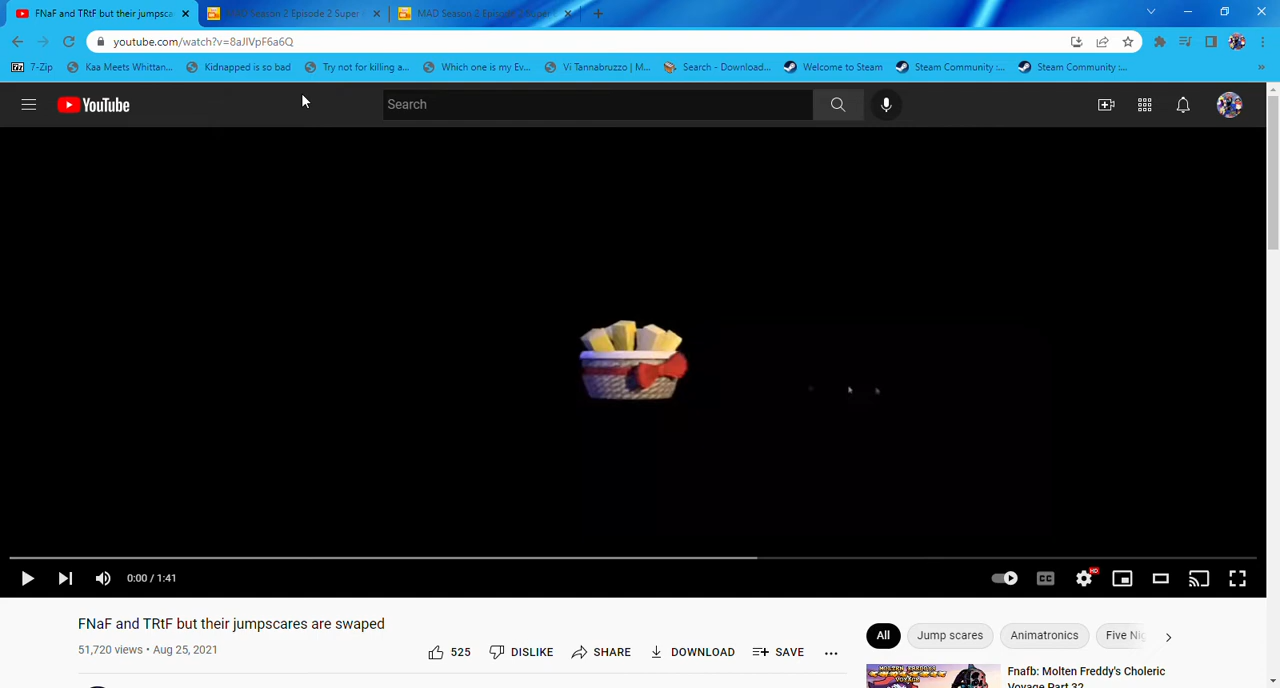 FNaF and TRtF but their jumpsca
MAD Season 2 Episode 2 Super
MAD Season 2 Episode 2 Super
youtube.com/watch?v=8aJIVpF6a6Q
7-Zip
Kaa Meets Whittan...
Kidnapped is so bad
Try not for killing a...
Which one is my Ev...
Vi Tannabruzzo | M...
Search - Download...
Welcome to Steam
Steam Community :...
Steam Community :...
»
YouTube
Search
0:00 / 1:41
CC
HD
FNaF and TRtF but their jumpscares are swaped
51,720 views • Aug 25, 2021
525
DISLIKE
SHARE
DOWNLOAD
SAVE
All
Jump scares
Animatronics
Five Nig
Fnafb: Molten Freddy's Choleric
Voyage Part 32